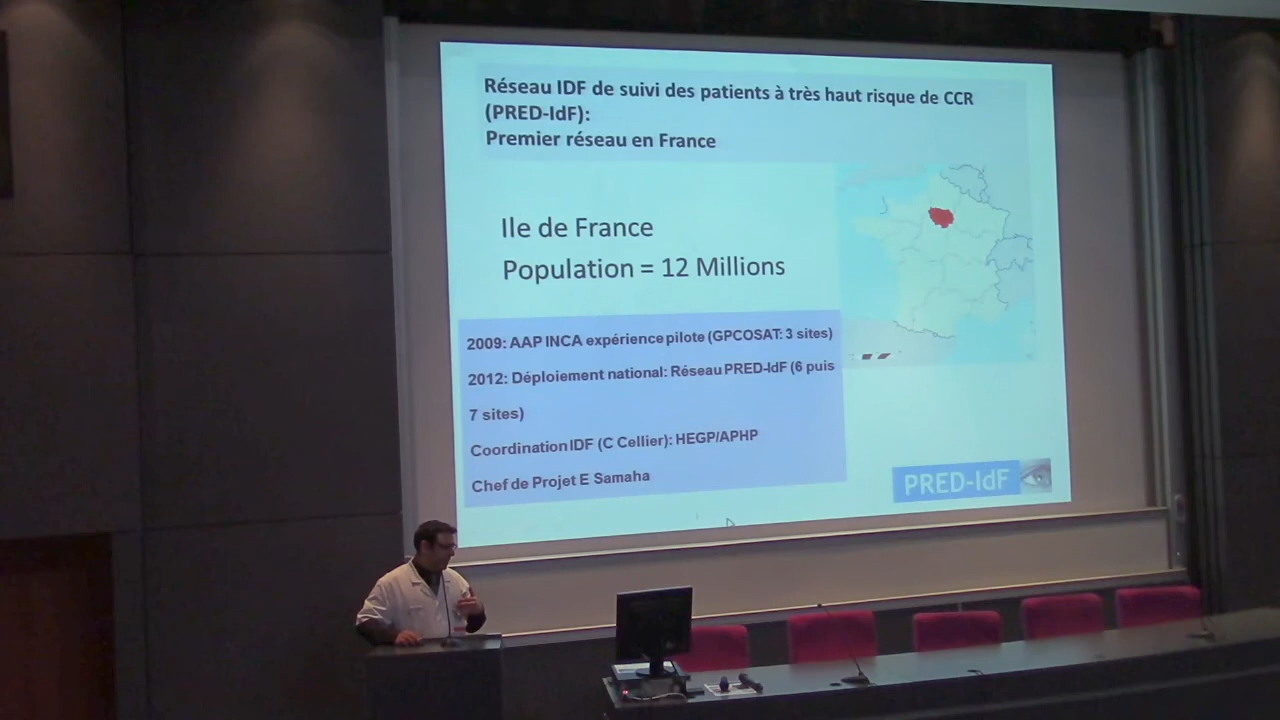 Réseau IDF de suivi des patients à très haut risque de CCR
(PRED-IdF):
Premier réseau en France
Ile de France
Population = 12 Millions
2009: AAP INCA expérience pilote (GPCOSAT: 3 sites)
2012: Déploiement national: Réseau PRED-IdF (6 puis
7 sites)
Coordination IDF (C Cellier): HEGP/APHP
Chef de Projet E Samaha
PRED-IdF